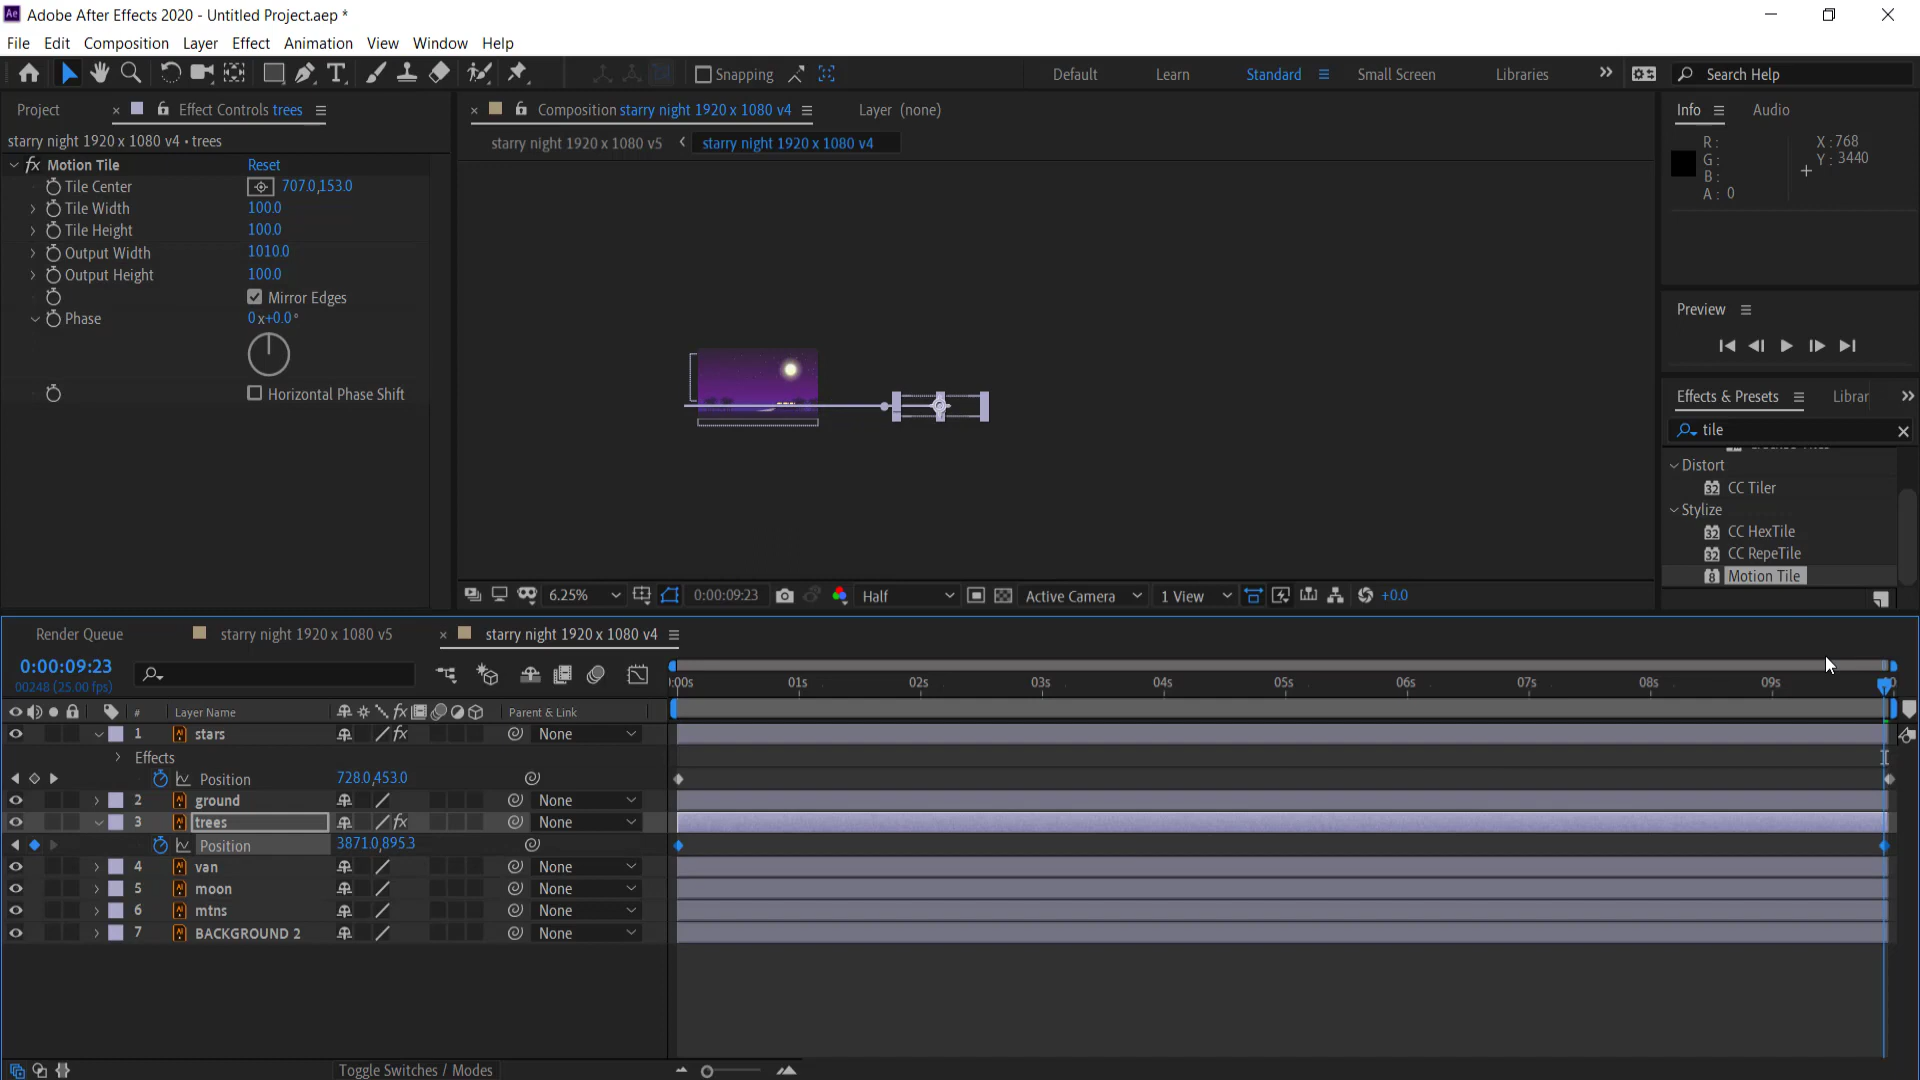 Adobe After Effects 2020 - Untitled Project.aep *
File Edit Composition Layer Effect Animation View Window Help
Snapping Default Learn Standard Small Screen Libraries Search Help
Project Effect Controls trees
starry night 1920 x 1080 v4 • trees
fx Motion Tile Reset
Tile Center 707.0,153.0
Tile Width 100.0
Tile Height 100.0
Output Width 1010.0
Output Height 100.0
Mirror Edges
Phase 0 x+0.0°
Horizontal Phase Shift
Composition starry night 1920 x 1080 v4 Layer (none)
starry night 1920 x 1080 v5 starry night 1920 x 1080 v4
6.25% 0:00:09:23 Half Active Camera 1 View +0.0
Info Audio
R: X: 768
G: Y: 3440
B:
A: 0
Preview
Effects & Presets Librar
tile
Distort
32 CC Tiler
Stylize
32 CC HexTile
32 CC RepeTile
8 Motion Tile
Render Queue starry night 1920 x 1080 v5 starry night 1920 x 1080 v4
0:00:09:23
00248 (25.00 fps)
:00s 01s 02s 03s 04s 05s 06s 07s 08s 09s
# Layer Name fx Parent & Link
1 stars fx None
Effects
Position 728.0,453.0
2 ground None
3 trees fx None
Position 3871.0,895.3
4 van None
5 moon None
6 mtns None
7 BACKGROUND 2 None
Toggle Switches / Modes